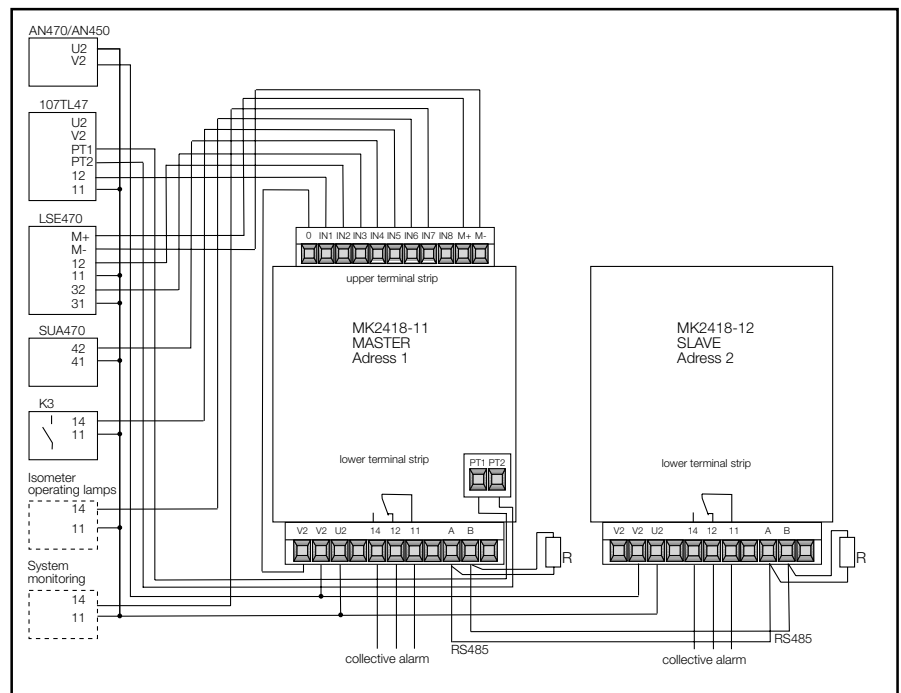 AN470/AN450
U2
V2
107TL47
U2
V2
PT1
PT2
12
11
LSE470
M+
M-
12
11
32
31
SUA470
42
41
K3
14
11
Isometer
operating lamps
14
11
System
monitoring
14
11
0 IN1 IN2 IN3 IN4 IN5 IN6 IN7 IN8 M+ M-
upper terminal strip
MK2418-11
MASTER
Adress 1
lower terminal strip
PT1 PT2
V2 V2 U2 14 12 11 A B
R
collective alarm
RS485
MK2418-12
SLAVE
Adress 2
lower terminal strip
V2 V2 U2 14 12 11 A B
R
collective alarm
RS485